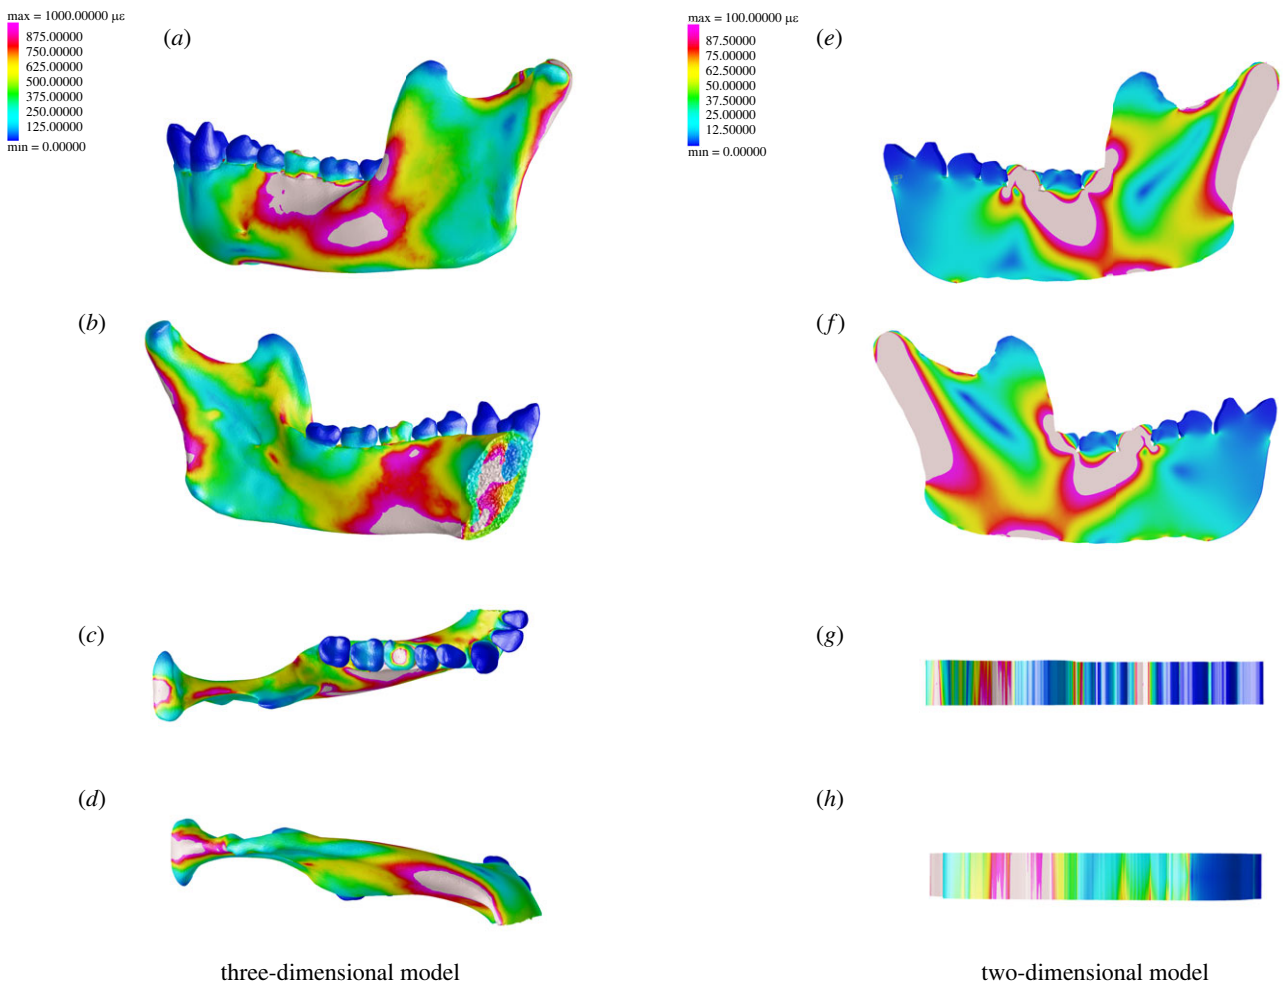 max = 1000.00000 με
875.00000
750.00000
625.00000
500.00000
375.00000
250.00000
125.00000
min = 0.00000
(a)
(b)
(c)
(d)
three-dimensional model
max = 100.00000 με
87.50000
75.00000
62.50000
50.00000
37.50000
25.00000
12.50000
min = 0.00000
(e)
(f)
(g)
(h)
two-dimensional model